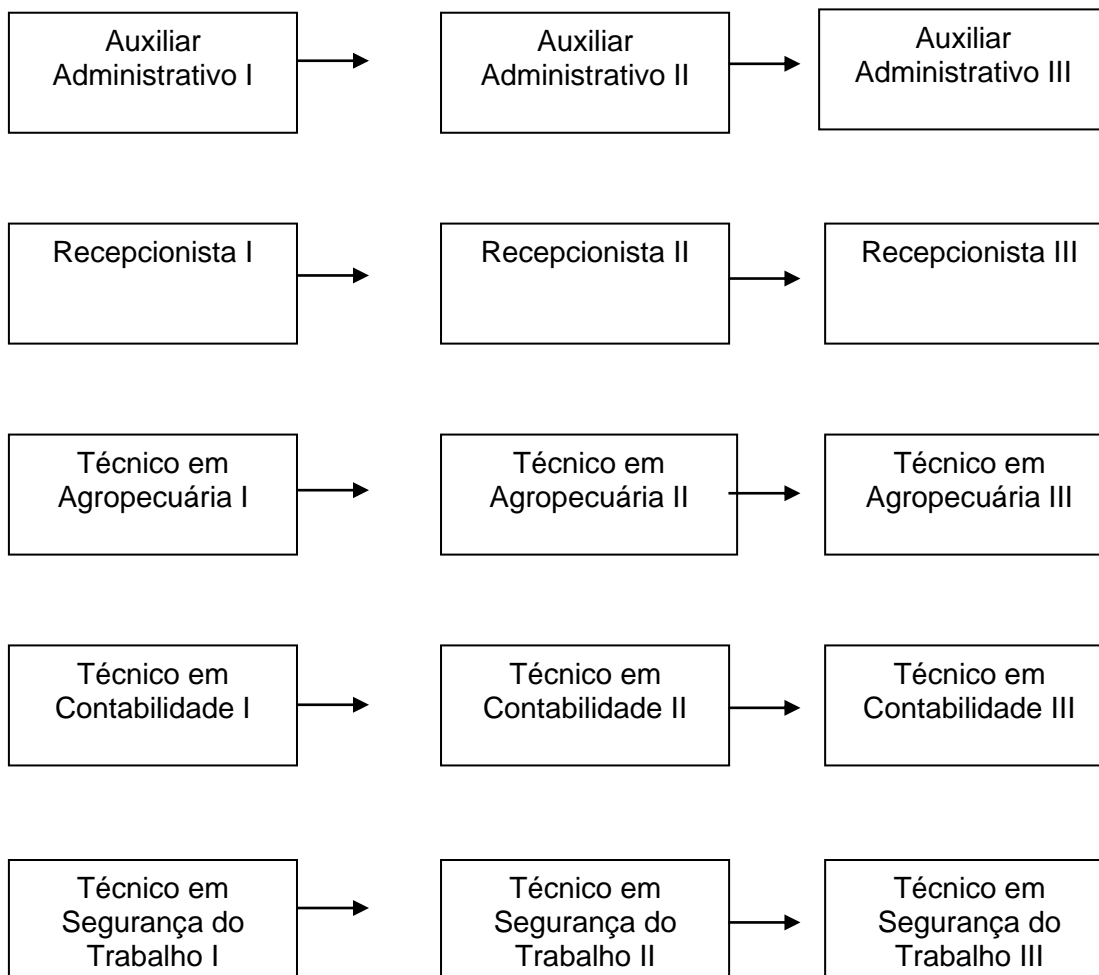 Auxiliar
Administrativo I
Auxiliar
Administrativo II
Auxiliar
Administrativo III
Recepcionista I
Recepcionista II
Recepcionista III
Técnico em
Agropecuária I
Técnico em
Agropecuária II
Técnico em
Agropecuária III
Técnico em
Contabilidade I
Técnico em
Contabilidade II
Técnico em
Contabilidade III
Técnico em
Segurança do
Trabalho I
Técnico em
Segurança do
Trabalho II
Técnico em
Segurança do
Trabalho III